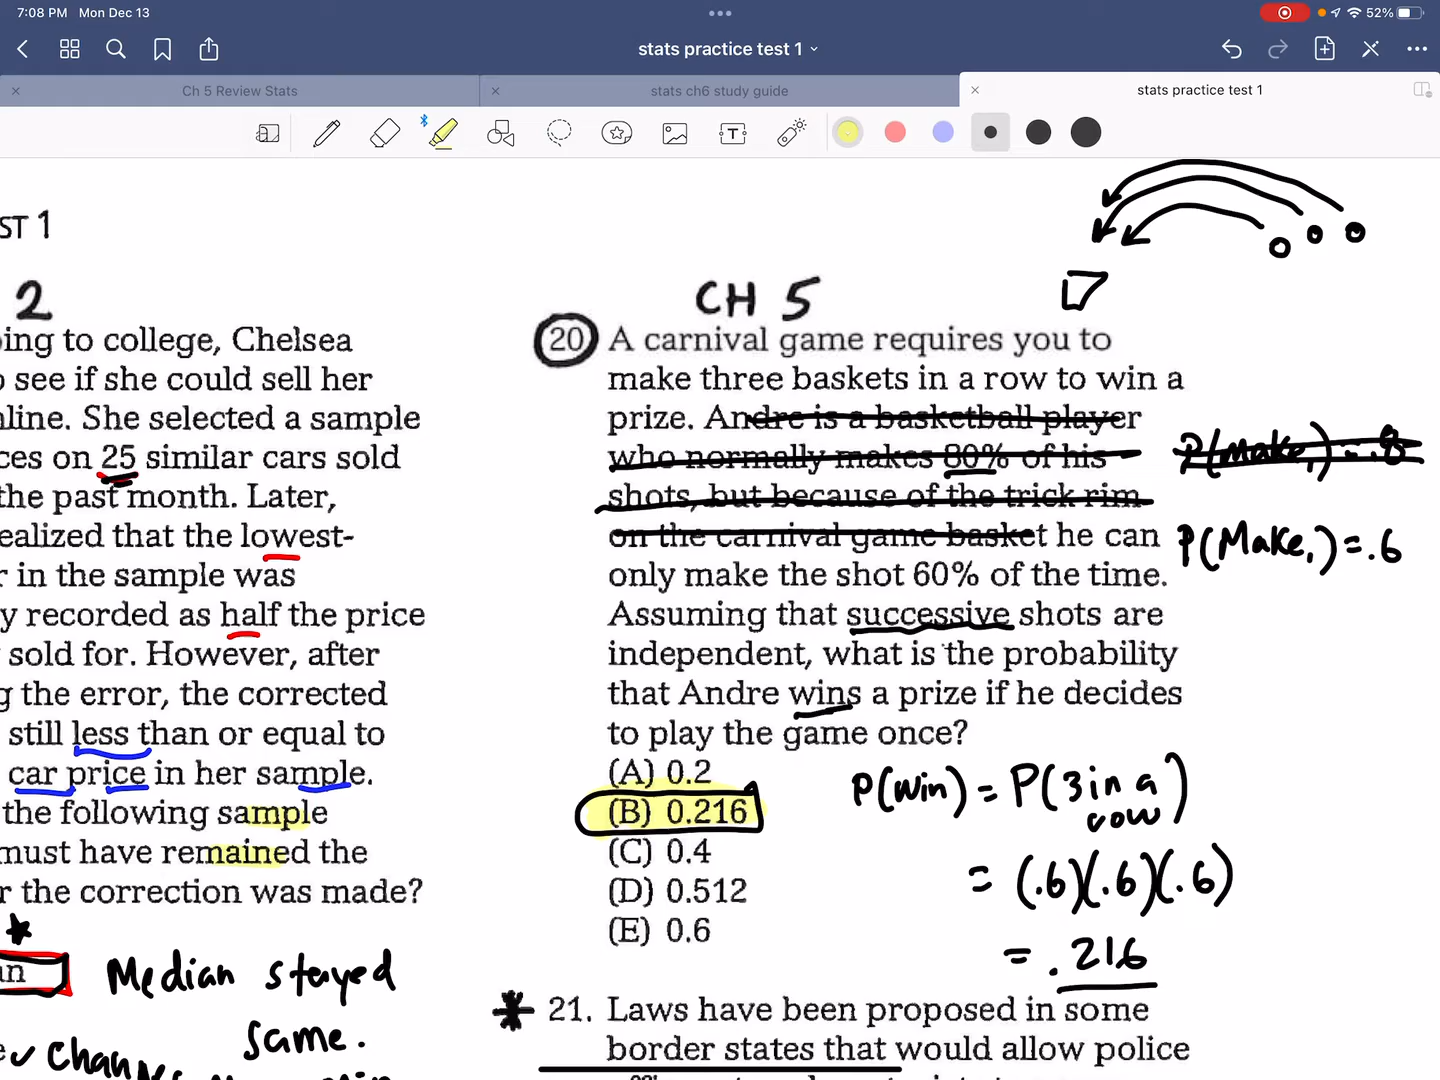 7:08 PM Mon Dec 13
52%
stats practice test 1
Ch 5 Review Stats
stats ch6 study guide
stats practice test 1
ST 1
2
ing to college, Chelsea
see if she could sell her
line. She selected a sample
ces on 25 similar cars sold
the past month. Later,
ealized that the lowest-
r in the sample was
y recorded as half the price
sold for. However, after
g the error, the corrected
still less than or equal to
car price in her sample.
the following sample
must have remained the
r the correction was made?
an
Median stayed
same.
CH 5
20 A carnival game requires you to
make three baskets in a row to win a
prize. Andre is a basketball player
who normally makes 80% of his
shots, but because of the trick rim
on the carnival game basket he can
only make the shot 60% of the time.
Assuming that successive shots are
independent, what is the probability
that Andre wins a prize if he decides
to play the game once?
(A) 0.2
(B) 0.216
(C) 0.4
(D) 0.512
(E) 0.6
P(Make,) = .8
P(Make,) = .6
P(win) = P(3 in a
row)
= (.6)(.6)(.6)
= .216
21. Laws have been proposed in some
border states that would allow police